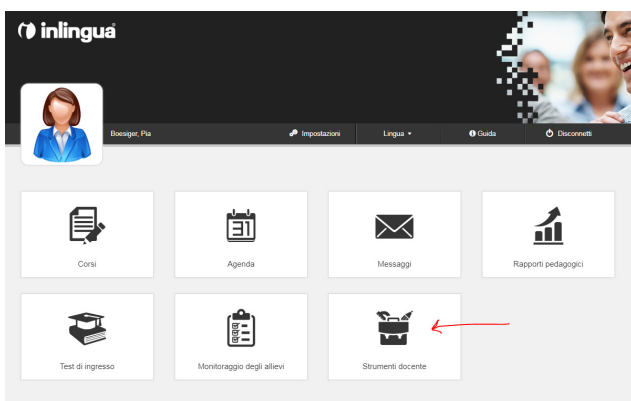 inlingua
Boesiger, Pia
Impostazioni
Lingua
Guida
Disconnetti
31
Corsi
Agenda
Messaggi
Rapporti pedagogici
Test di ingresso
Monitoraggio degli allievi
Strumenti docente